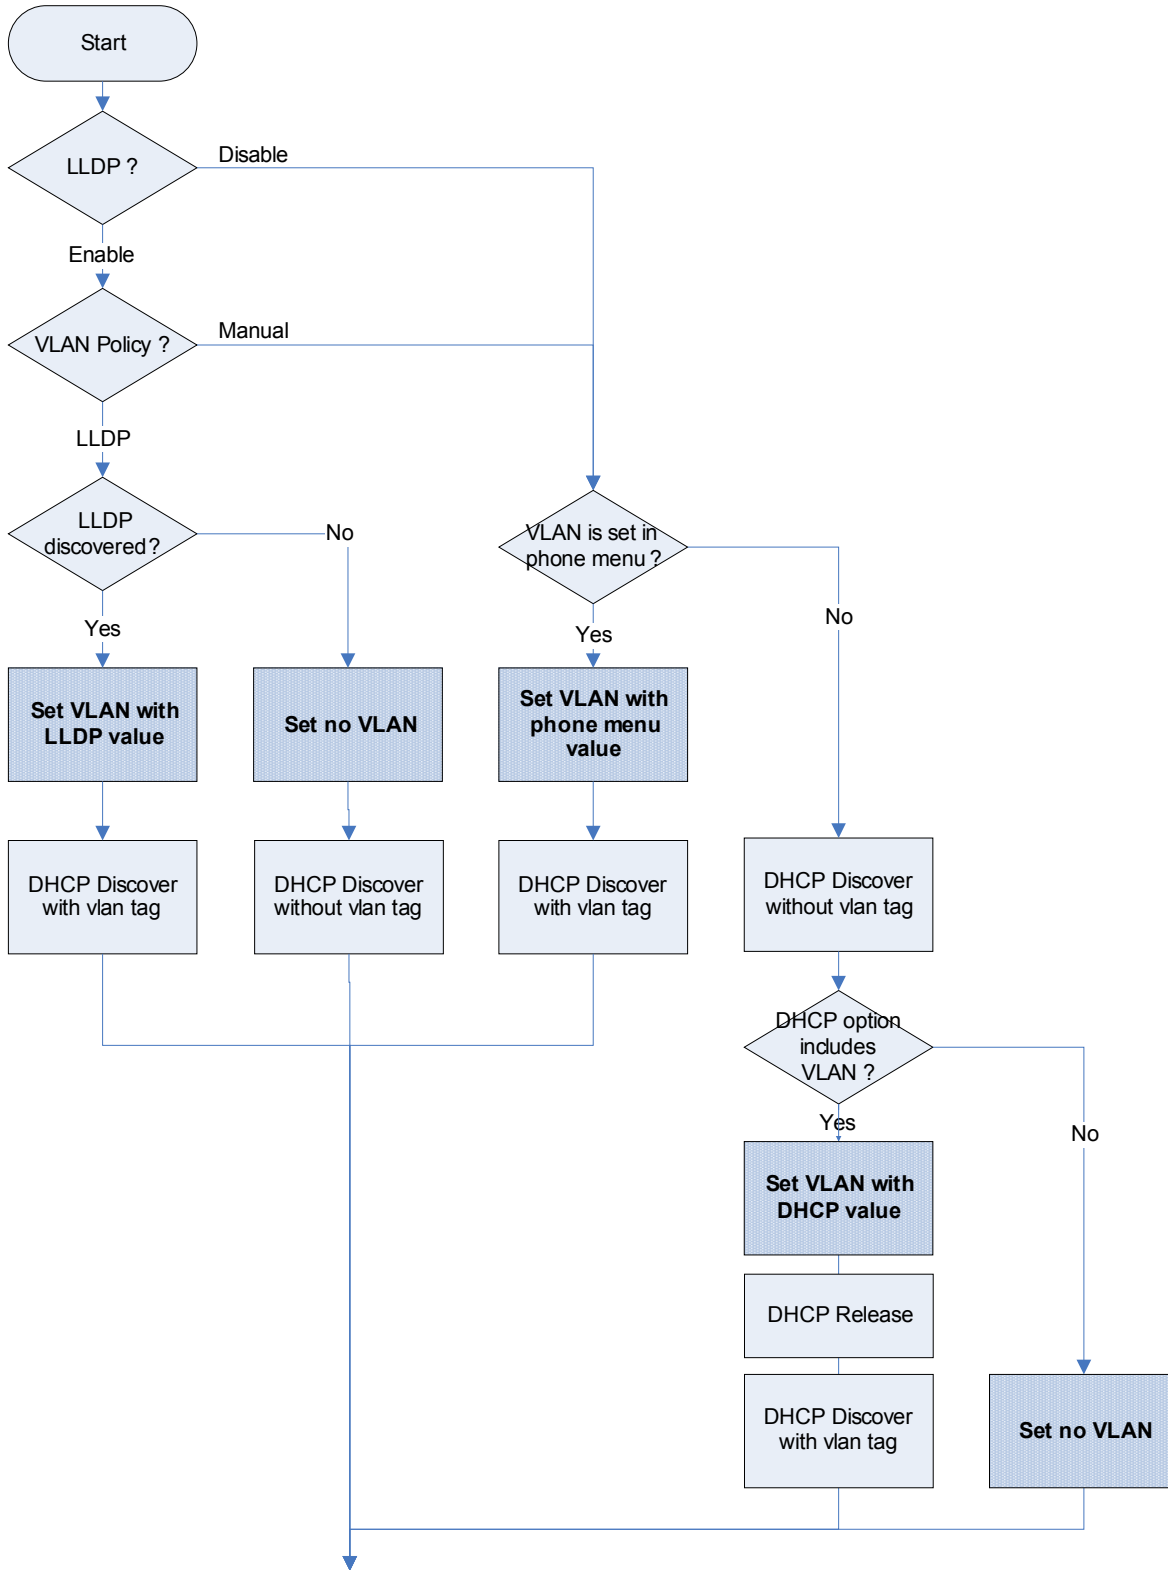 Start
LLDP ?
Disable
Enable
VLAN Policy ?
Manual
LLDP
LLDP
discovered?
No
VLAN is set in
phone menu ?
No
Yes
Yes
Set VLAN with
LLDP value
Set no VLAN
Set VLAN with
phone menu
value
DHCP Discover
with vlan tag
DHCP Discover
without vlan tag
DHCP Discover
with vlan tag
DHCP Discover
without vlan tag
DHCP option
includes
VLAN ?
Yes
No
Set VLAN with
DHCP value
DHCP Release
DHCP Discover
with vlan tag
Set no VLAN